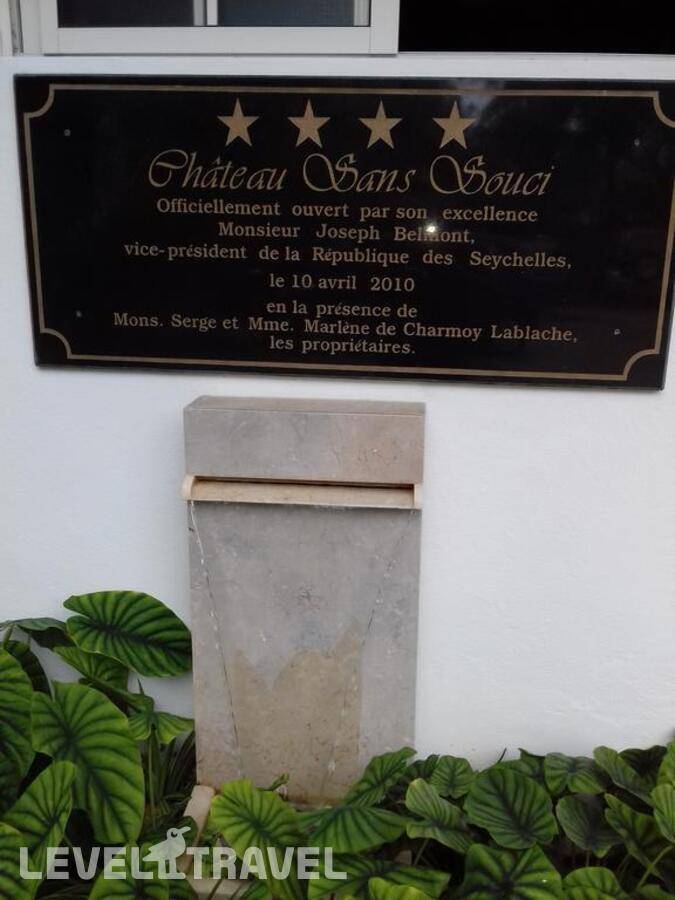 Château Sans Souci
Officiellement ouvert par son excellence
Monsieur Joseph Belmont,
vice-président de la République des Seychelles,
le 10 avril 2010
en la présence de
Mons. Serge et Mme. Marlène de Charmoy Lablache,
les propriétaires.
LEVEL.TRAVEL